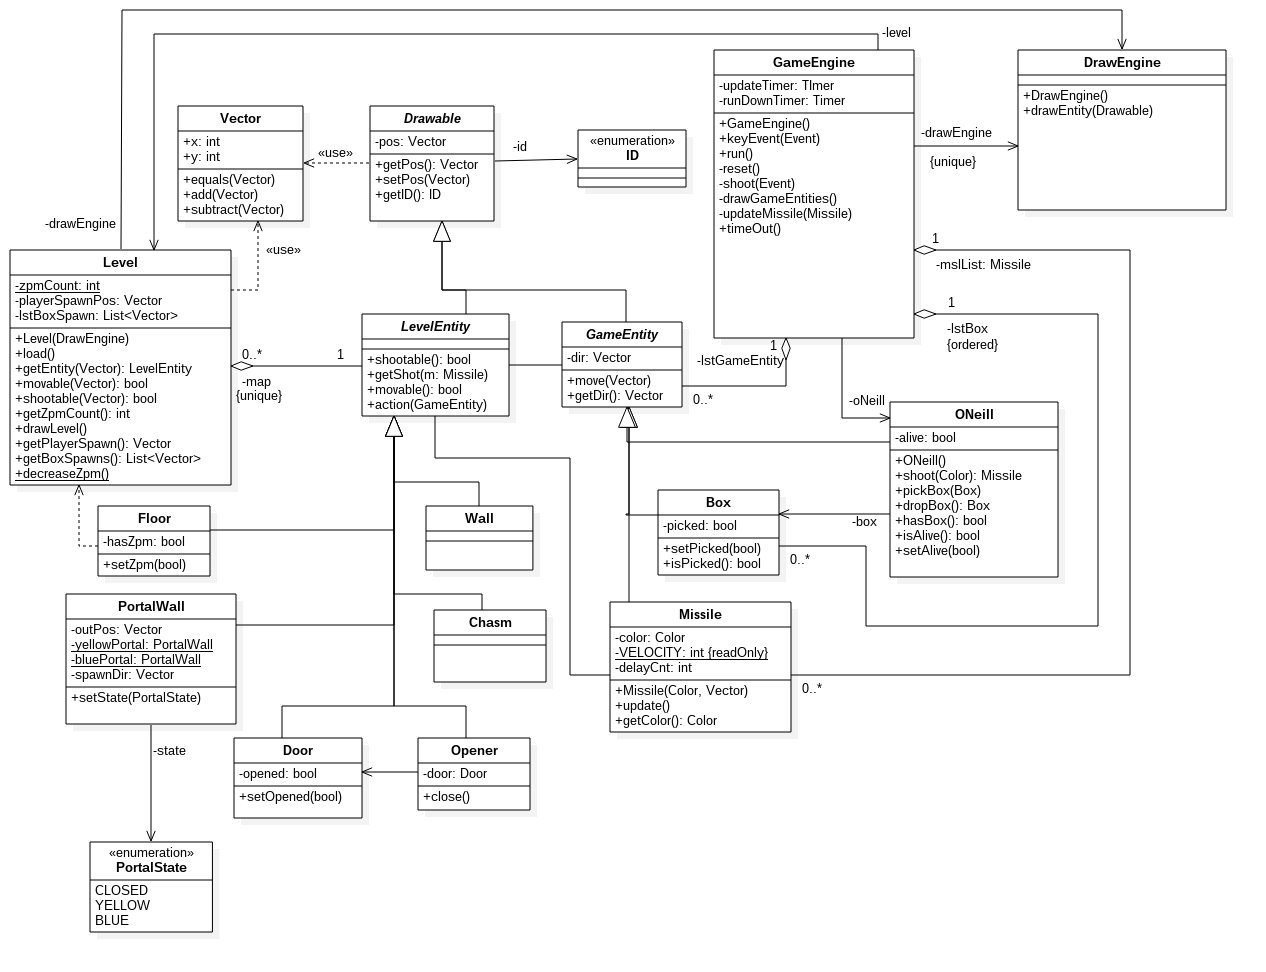 -level
GameEngine
-updateTimer: TImer
-runDownTimer: Timer
+GameEngine()
+keyEvent(Event)
+run()
-reset()
-shoot(Event)
-drawGameEntities()
-updateMissile(Missile)
+timeOut()
DrawEngine
+DrawEngine()
+drawEntity(Drawable)
-drawEngine
{unique}
Vector
+x: int
+y: int
+equals(Vector)
+add(Vector)
+subtract(Vector)
«use»
Drawable
-pos: Vector
+getPos(): Vector
+setPos(Vector)
+getID(): ID
-id
«enumeration»
ID
-drawEngine
«use»
Level
-zpmCount: int
-playerSpawnPos: Vector
-lstBoxSpawn: List<Vector>
+Level(DrawEngine)
+load()
+getEntity(Vector): LevelEntity
+movable(Vector): bool
+shootable(Vector): bool
+getZpmCount(): int
+drawLevel()
+getPlayerSpawn(): Vector
+getBoxSpawns(): List<Vector>
+decreaseZpm()
0..*
1
-map
{unique}
LevelEntity
+shootable(): bool
+getShot(m: Missile)
+movable(): bool
+action(GameEntity)
GameEntity
-dir: Vector
+move(Vector)
+getDir(): Vector
1
-lstGameEntity
0..*
1
-mslList: Missile
1
-lstBox
{ordered}
-oNeill
ONeill
-alive: bool
+ONeill()
+shoot(Color): Missile
+pickBox(Box)
+dropBox(): Box
+hasBox(): bool
+isAlive(): bool
+setAlive(bool)
Floor
-hasZpm: bool
+setZpm(bool)
Wall
Box
-picked: bool
+setPicked(bool)
+isPicked(): bool
-box
0..*
PortalWall
-outPos: Vector
-yellowPortal: PortalWall
-bluePortal: PortalWall
-spawnDir: Vector
+setState(PortalState)
Chasm
Missile
-color: Color
-VELOCITY: int {readOnly}
-delayCnt: int
+Missile(Color, Vector)
+update()
+getColor(): Color
0..*
-state
Door
-opened: bool
+setOpened(bool)
Opener
-door: Door
+close()
«enumeration»
PortalState
CLOSED
YELLOW
BLUE